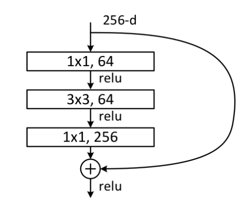 256-d
1x1, 64
relu
3x3, 64
relu
1x1, 256
+
relu